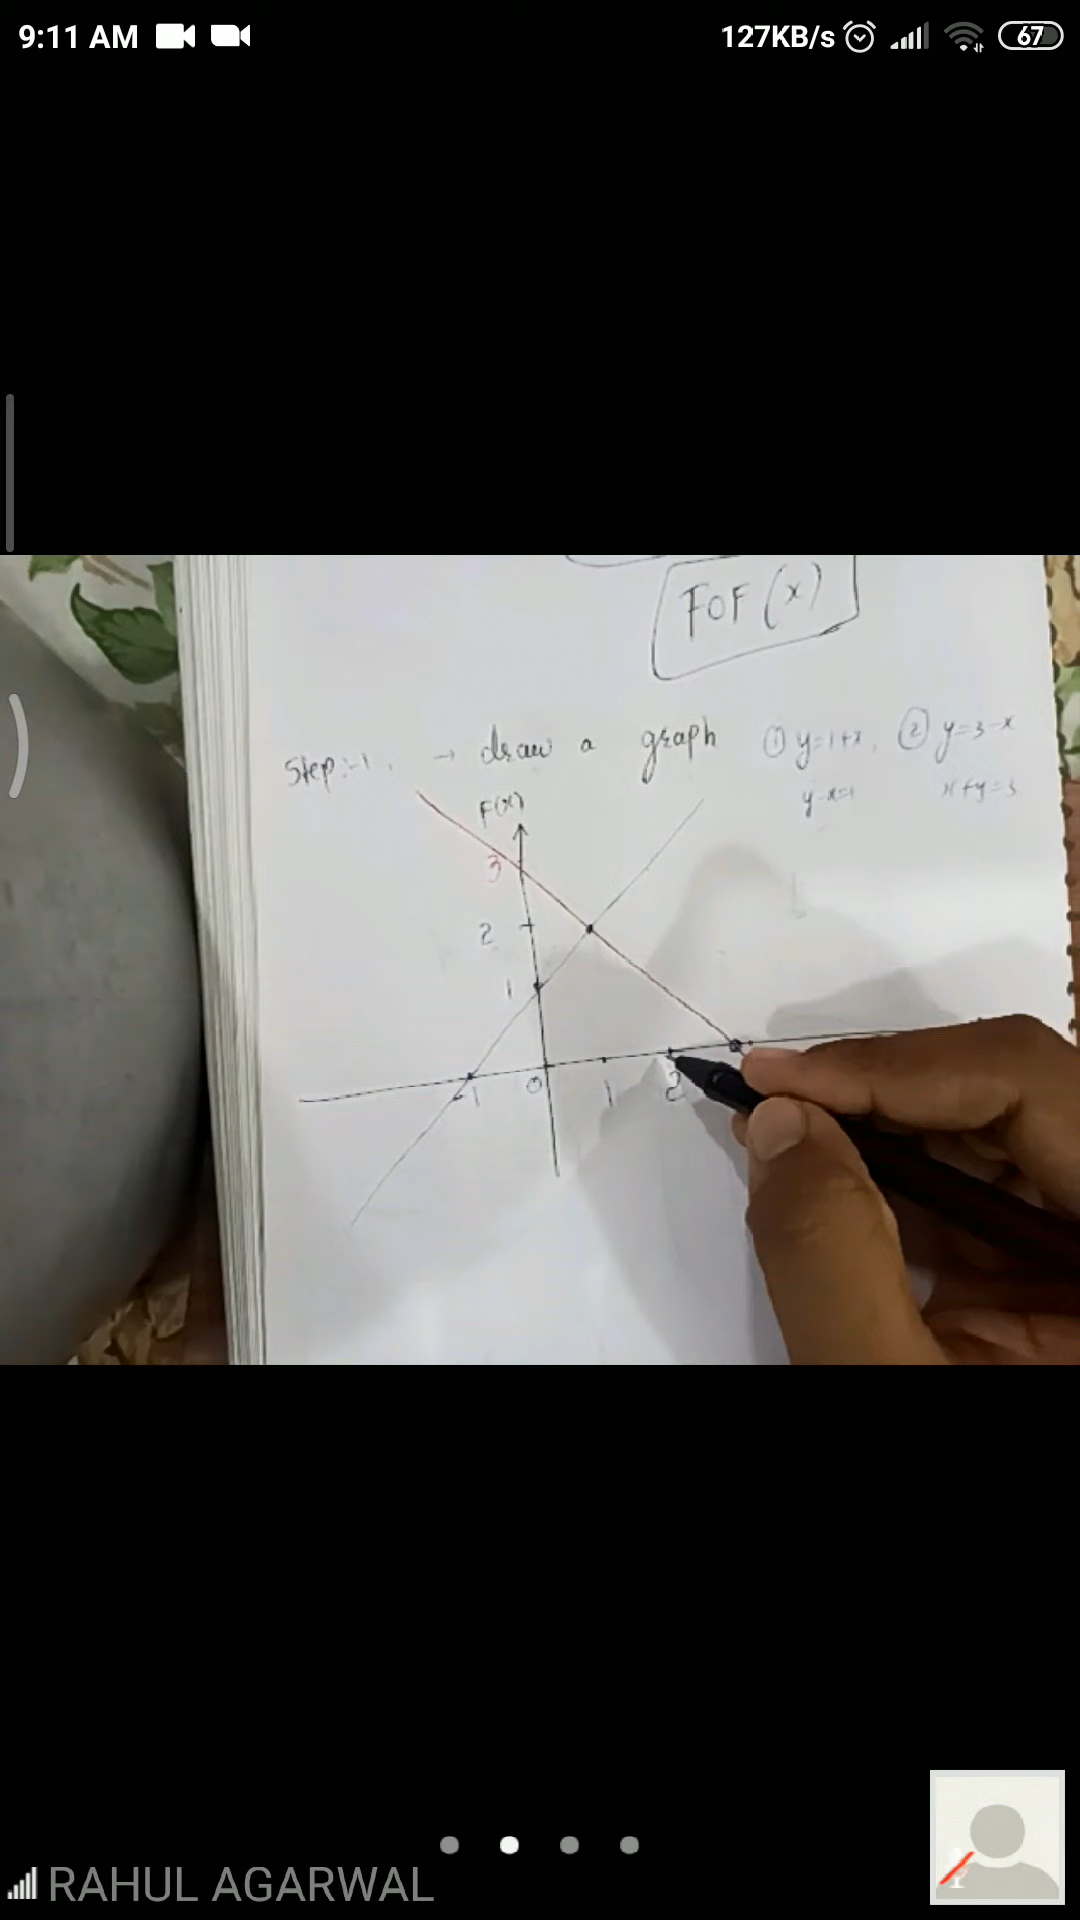 9:11 AM 127KB/s 67
FOF (x)
Step:-1. → draw a graph ① y=1+x, ② y=3-x
y-x=1 x+y=3
F(x)
3
2
1
-1 0 1 2
RAHUL AGARWAL